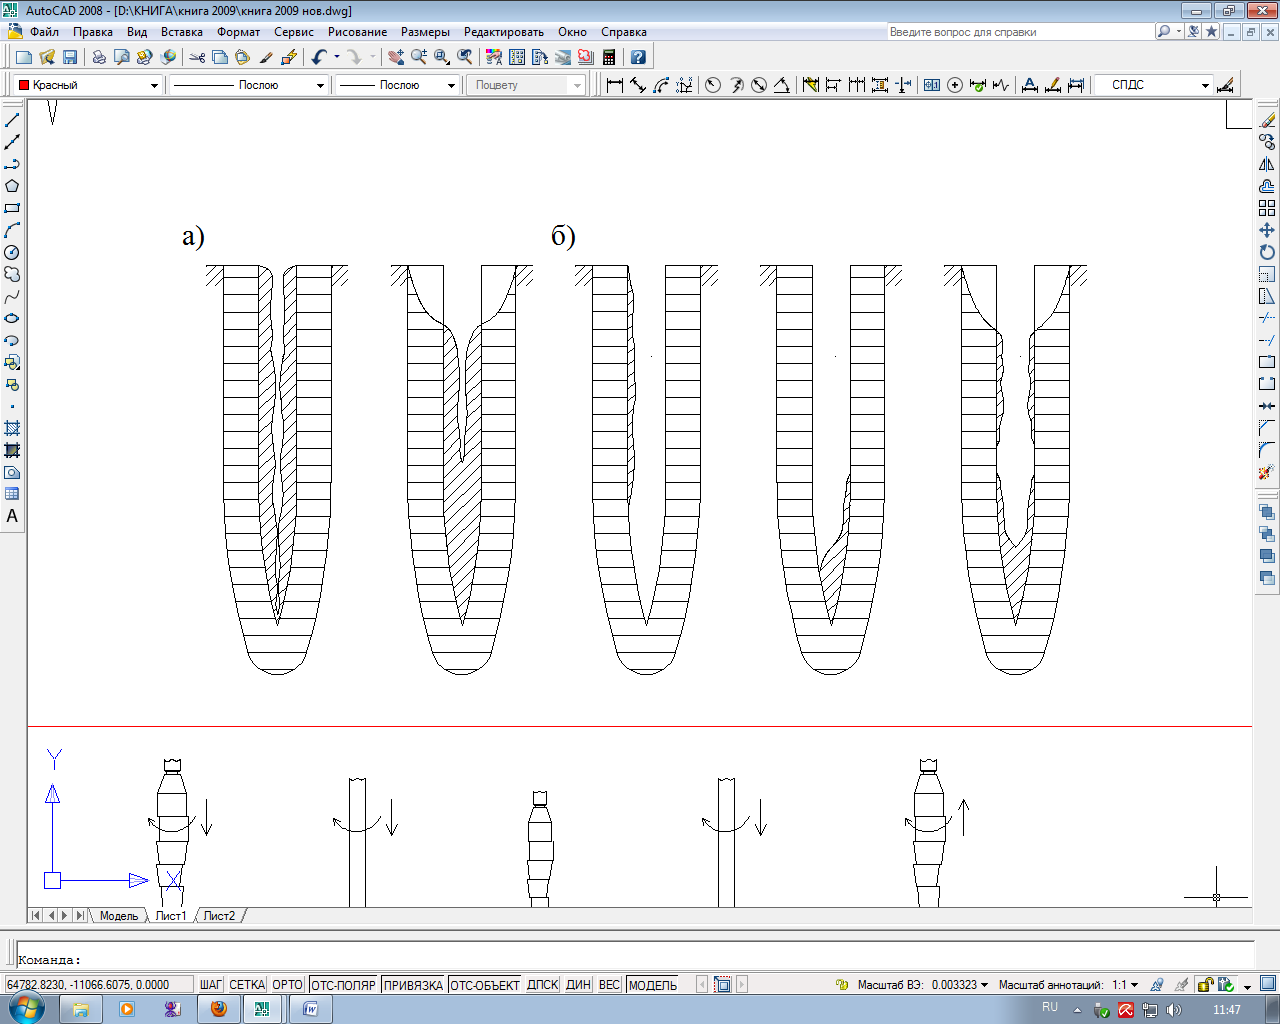 AutoCAD 2008 - [D:\КНИГА\книга 2009\книга 2009 нов.dwg]
Файл Правка Вид Вставка Формат Сервис Рисование Размеры Редактировать Окно Справка Введите вопрос для справки
Красный Послою Послою Поцвету СПДС
а) б)
Y
X
A
Модель Лист1 Лист2
Команда:
64782.8230, -11066.6075, 0.0000 ШАГ СЕТКА ОРТО ОТС-ПОЛЯР ПРИВЯЗКА ОТС-ОБЪЕКТ ДПСК ДИН ВЕС МОДЕЛЬ Масштаб ВЭ: 0.003323 Масштаб аннотаций: 1:1
RU 11:47